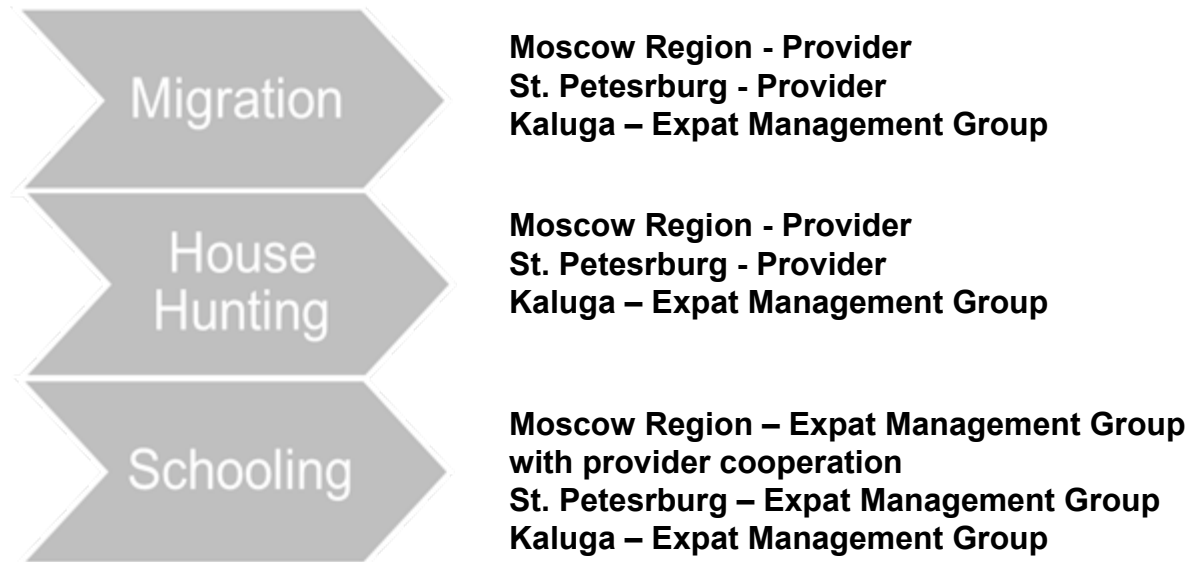 Migration
Moscow Region - Provider
St. Petesrburg - Provider
Kaluga – Expat Management Group
House
Hunting
Moscow Region - Provider
St. Petesrburg - Provider
Kaluga – Expat Management Group
Schooling
Moscow Region – Expat Management Group
with provider cooperation
St. Petesrburg – Expat Management Group
Kaluga – Expat Management Group